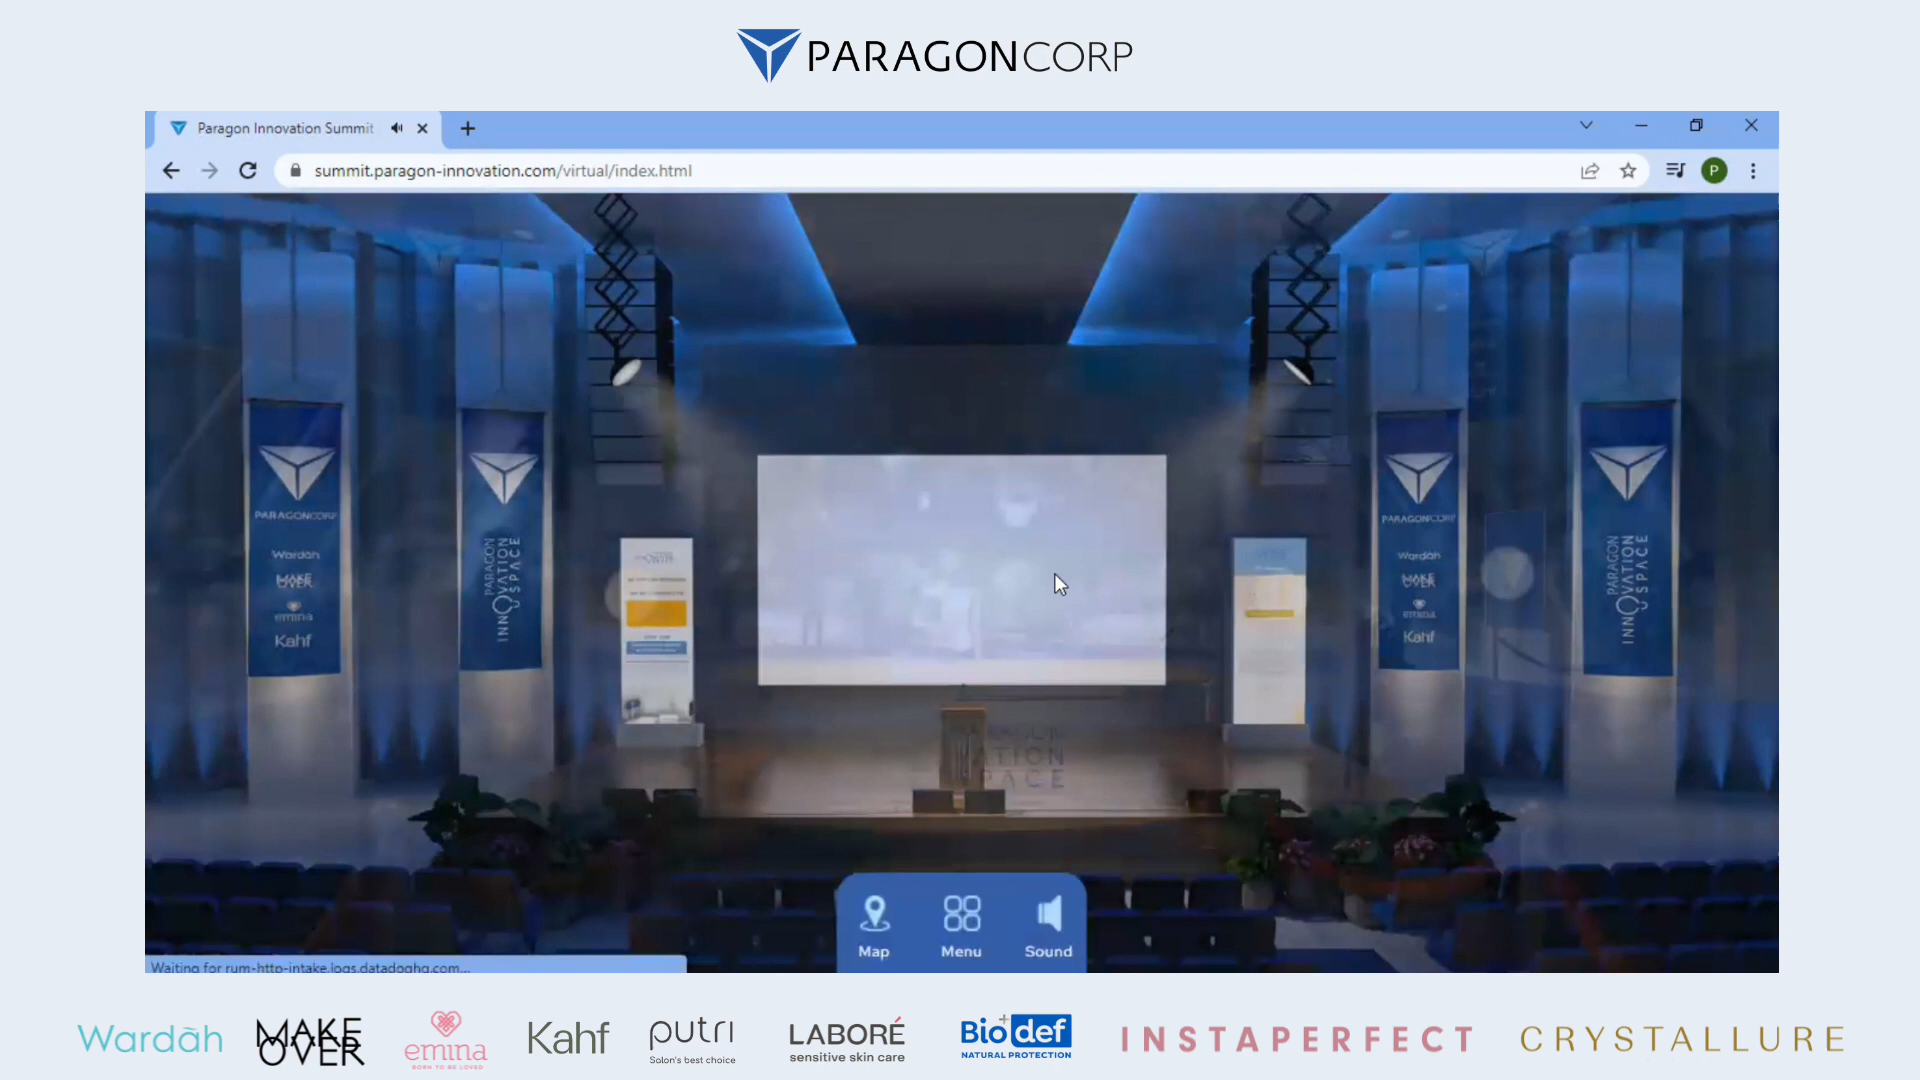 PARAGONCORP
Paragon Innovation Summit
summit.paragon-innovation.com/virtual/index.html
P
PARAGONCORP
Wardah
MAKE
OVER
emina
Kahf
PARAGON
INNOVATION
SPACE
PARAGONCORP
Wardah
MAKE
OVER
emina
Kahf
PARAGON
INNOVATION
SPACE
Map
Menu
Sound
Waiting for rum-http-intake.logs.datadoghq.com...
Wardah
MAKE
OVER
emina
BORN TO BE LOVED
Kahf
putri
Salon's best choice
LABORÉ
sensitive skin care
Bio+def
NATURAL PROTECTION
INSTAPERFECT
CRYSTALLURE